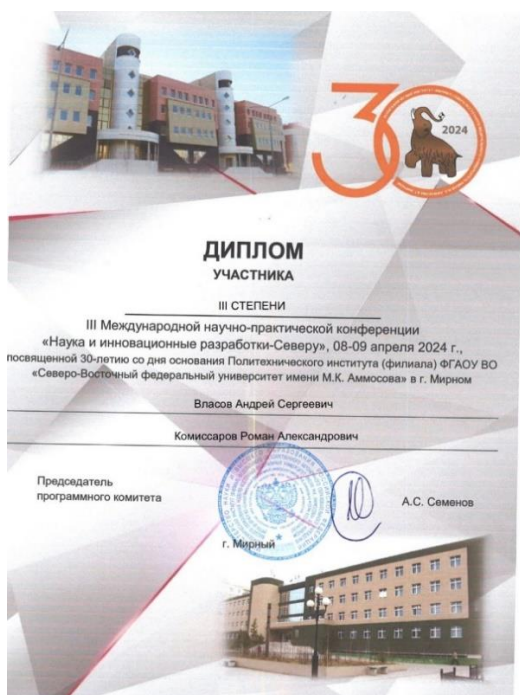 30
2024
ДИПЛОМ
УЧАСТНИКА
III СТЕПЕНИ
III Международной научно-практической конференции
«Наука и инновационные разработки-Северу», 08-09 апреля 2024 г.,
посвященной 30-летию со дня основания Политехнического института (филиала) ФГАОУ ВО
«Северо-Восточный федеральный университет имени М.К. Аммосова» в г. Мирном
Власов Андрей Сергеевич
Комиссаров Роман Александрович
Председатель
программного комитета
А.С. Семенов
г. Мирный